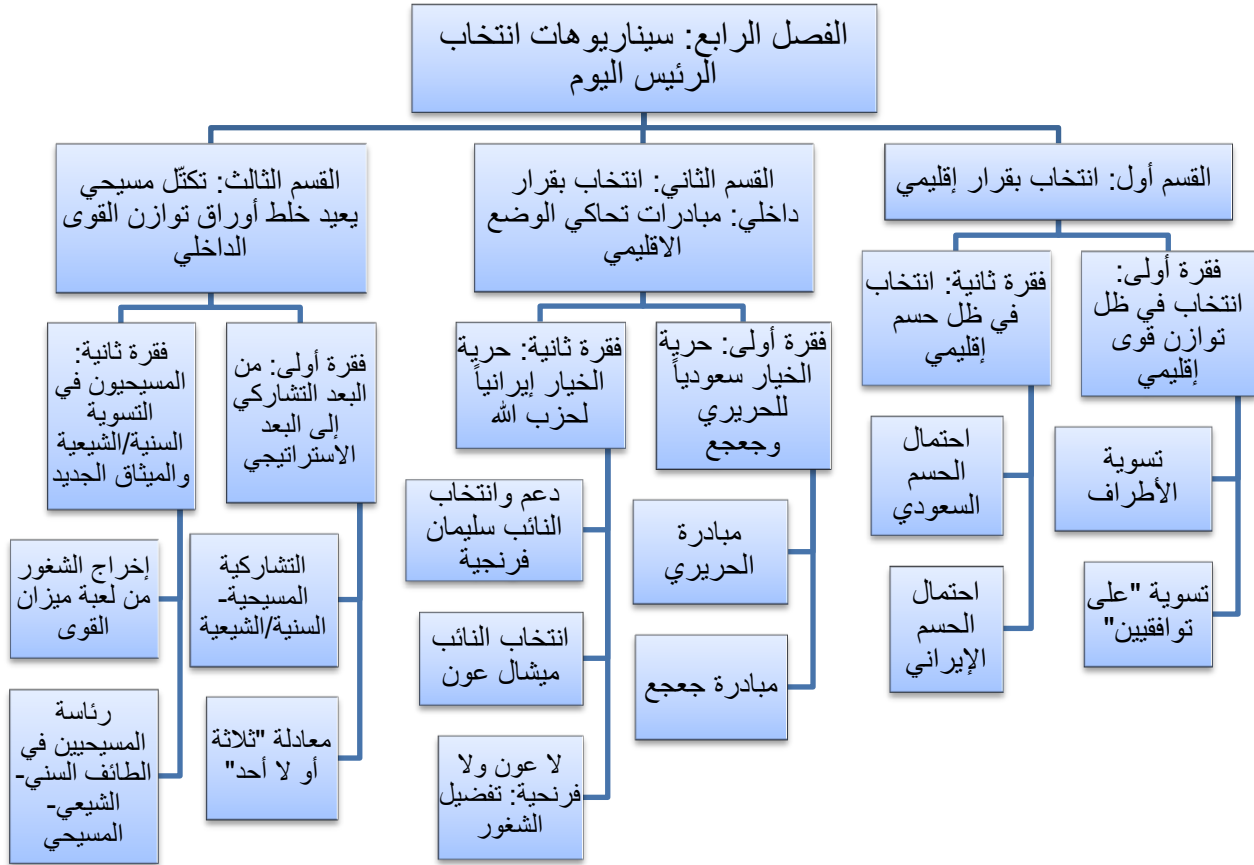 الفصل الرابع: سيناريوهات انتخاب
الرئيس اليوم
القسم أول: انتخاب بقرار إقليمي
فقرة أولى:
انتخاب في ظل
توازن قوى
إقليمي
تسوية
الأطراف
تسوية "على
توافقيين"
فقرة ثانية: انتخاب
في ظل حسم
إقليمي
احتمال
الحسم
السعودي
احتمال
الحسم
الإيراني
القسم الثاني: انتخاب بقرار
داخلي: مبادرات تحاكي الوضع
الاقليمي
فقرة أولى: حرية
الخيار سعودياً
للحريري
وجعجع
مبادرة
الحريري
مبادرة جعجع
فقرة ثانية: حرية
الخيار إيرانياً
لحزب الله
دعم وانتخاب
النائب سليمان
فرنجية
انتخاب النائب
ميشال عون
لا عون ولا
فرنحية: تفضيل
الشغور
القسم الثالث: تكتّل مسيحي
يعيد خلط أوراق توازن القوى
الداخلي
فقرة أولى: من
البعد التشاركي
إلى البعد
الاستراتيجي
التشاركية
المسيحية-
السنية/الشيعية
معادلة "ثلاثة
أو لا أحد"
فقرة ثانية:
المسيحيون في
التسوية
السنية/الشيعية
والميثاق الجديد
إخراج الشغور
من لعبة ميزان
القوى
رئاسة
المسيحيين في
الطائف السني-
الشيعي-
المسيحي